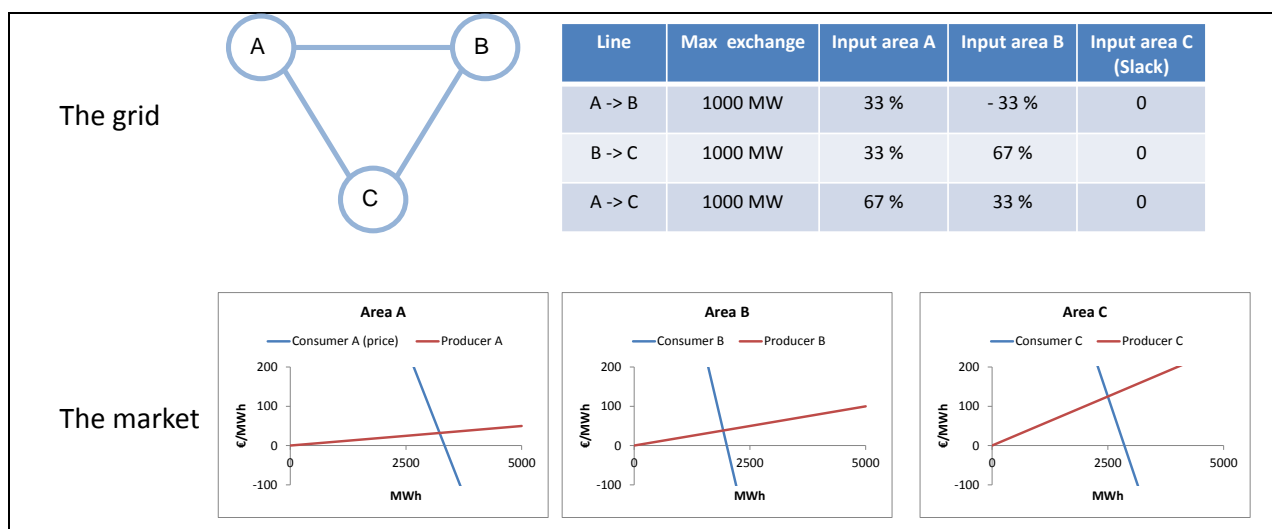 The grid
A
B
C
Line Max exchange Input area A Input area B Input area C (Slack)
A -> B 1000 MW 33 % - 33 % 0
B -> C 1000 MW 33 % 67 % 0
A -> C 1000 MW 67 % 33 % 0
The market
Area A
Consumer A (price) Producer A
€/MWh
200
100
0
-100
0 2500 5000
MWh
Area B
Consumer B Producer B
€/MWh
200
100
0
-100
0 2500 5000
MWh
Area C
Consumer C Producer C
€/MWh
200
100
0
-100
0 2500 5000
MWh